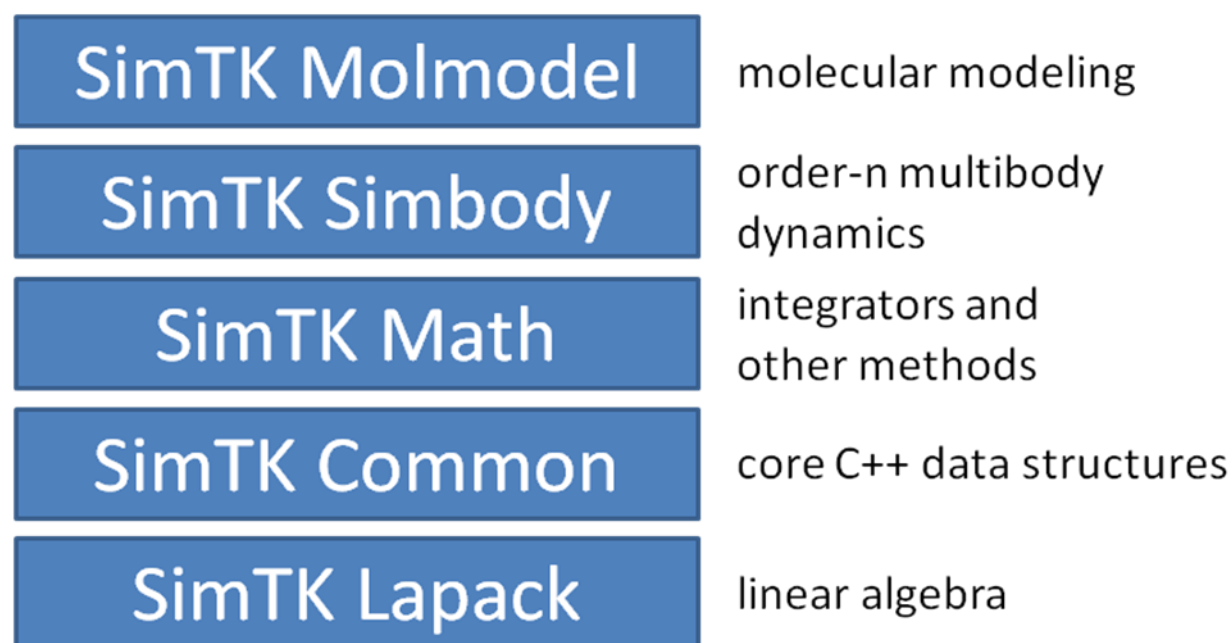 SimTK Molmodel
molecular modeling
SimTK Simbody
order-n multibody
dynamics
SimTK Math
integrators and
other methods
SimTK Common
core C++ data structures
SimTK Lapack
linear algebra